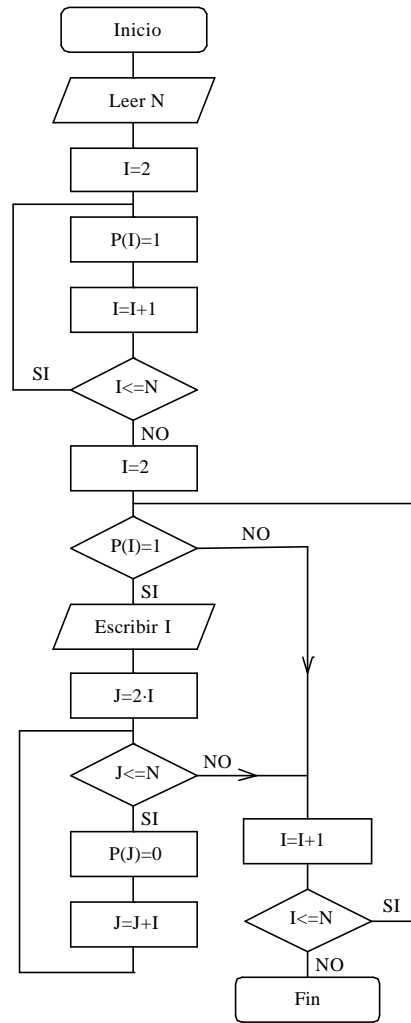 Inicio
Leer N
I=2
P(I)=1
I=I+1
SI
I<=N
NO
I=2
P(I)=1
NO
SI
Escribir I
J=2·I
J<=N
NO
SI
P(J)=0
I=I+1
J=J+I
I<=N
SI
NO
Fin